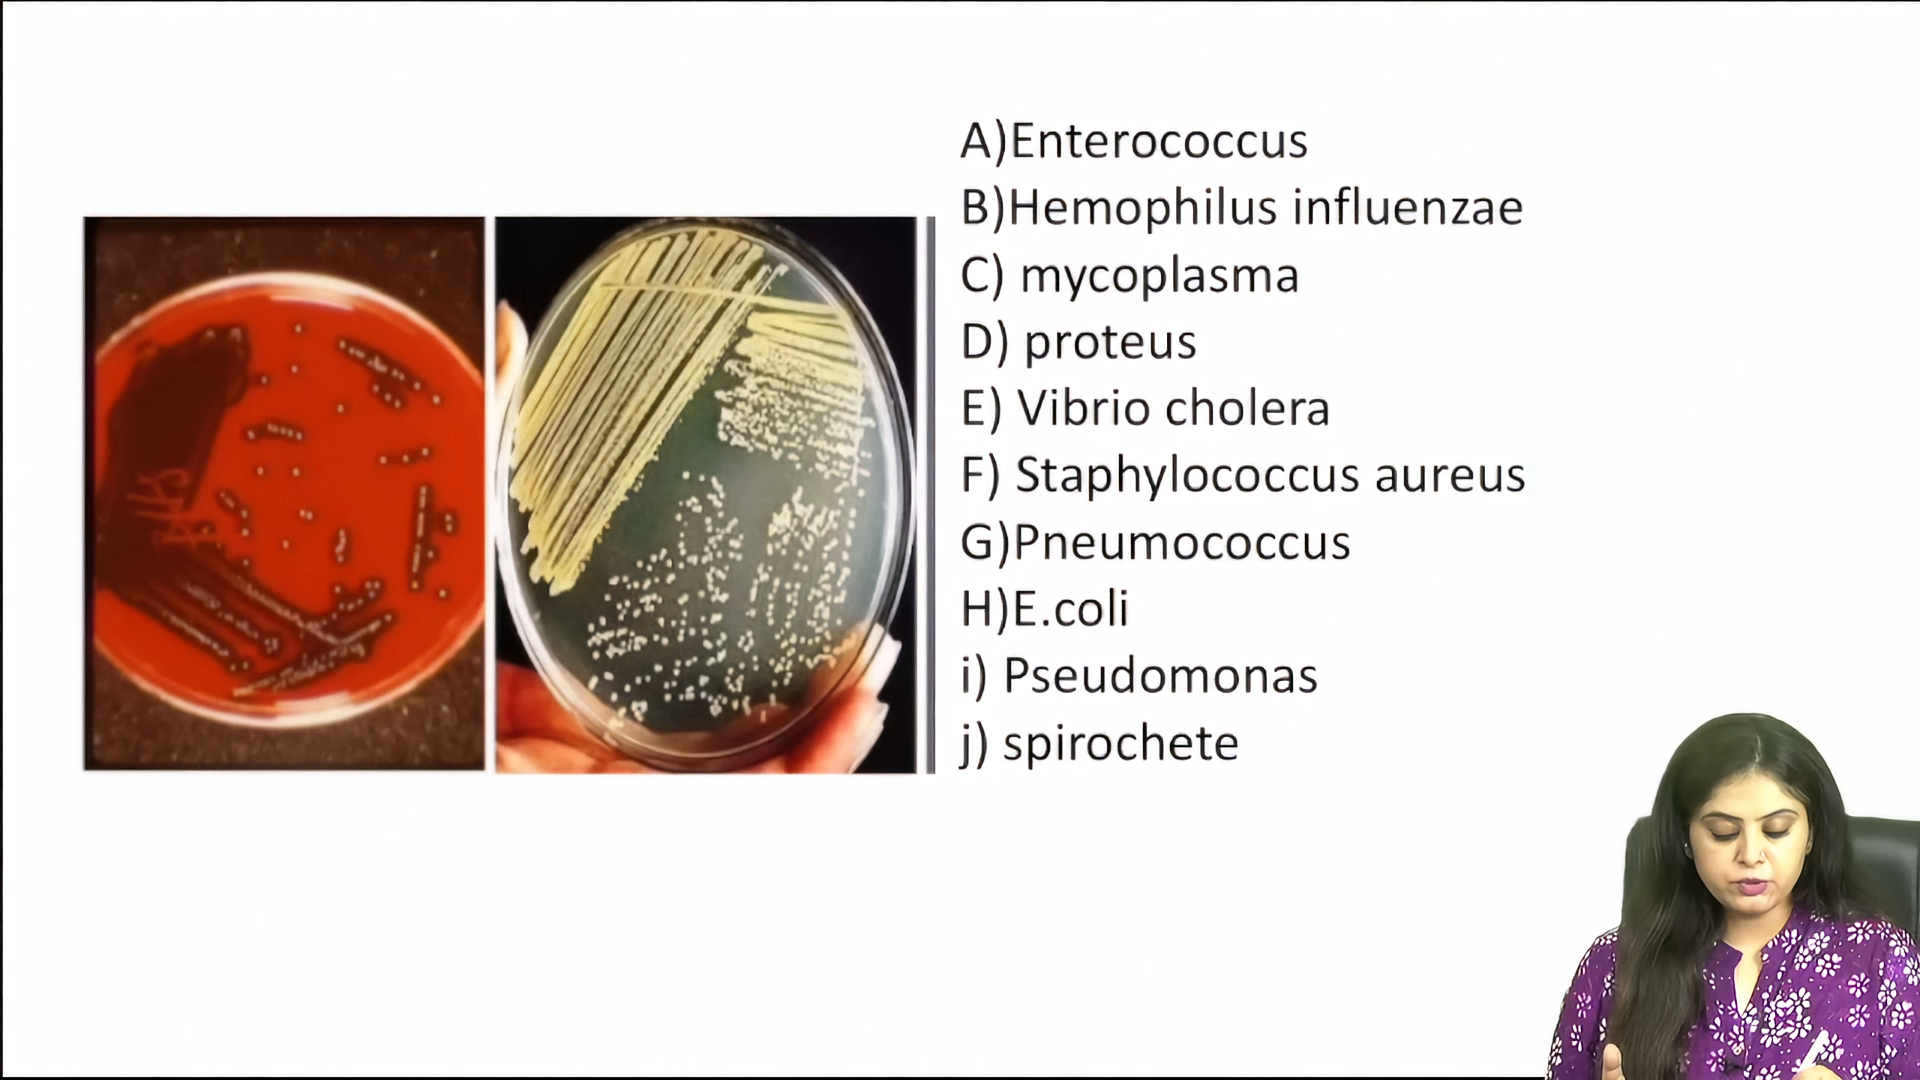 A)Enterococcus
B)Hemophilus influenzae
C) mycoplasma
D) proteus
E) Vibrio cholera
F) Staphylococcus aureus
G)Pneumococcus
H)E.coli
i) Pseudomonas
j) spirochete